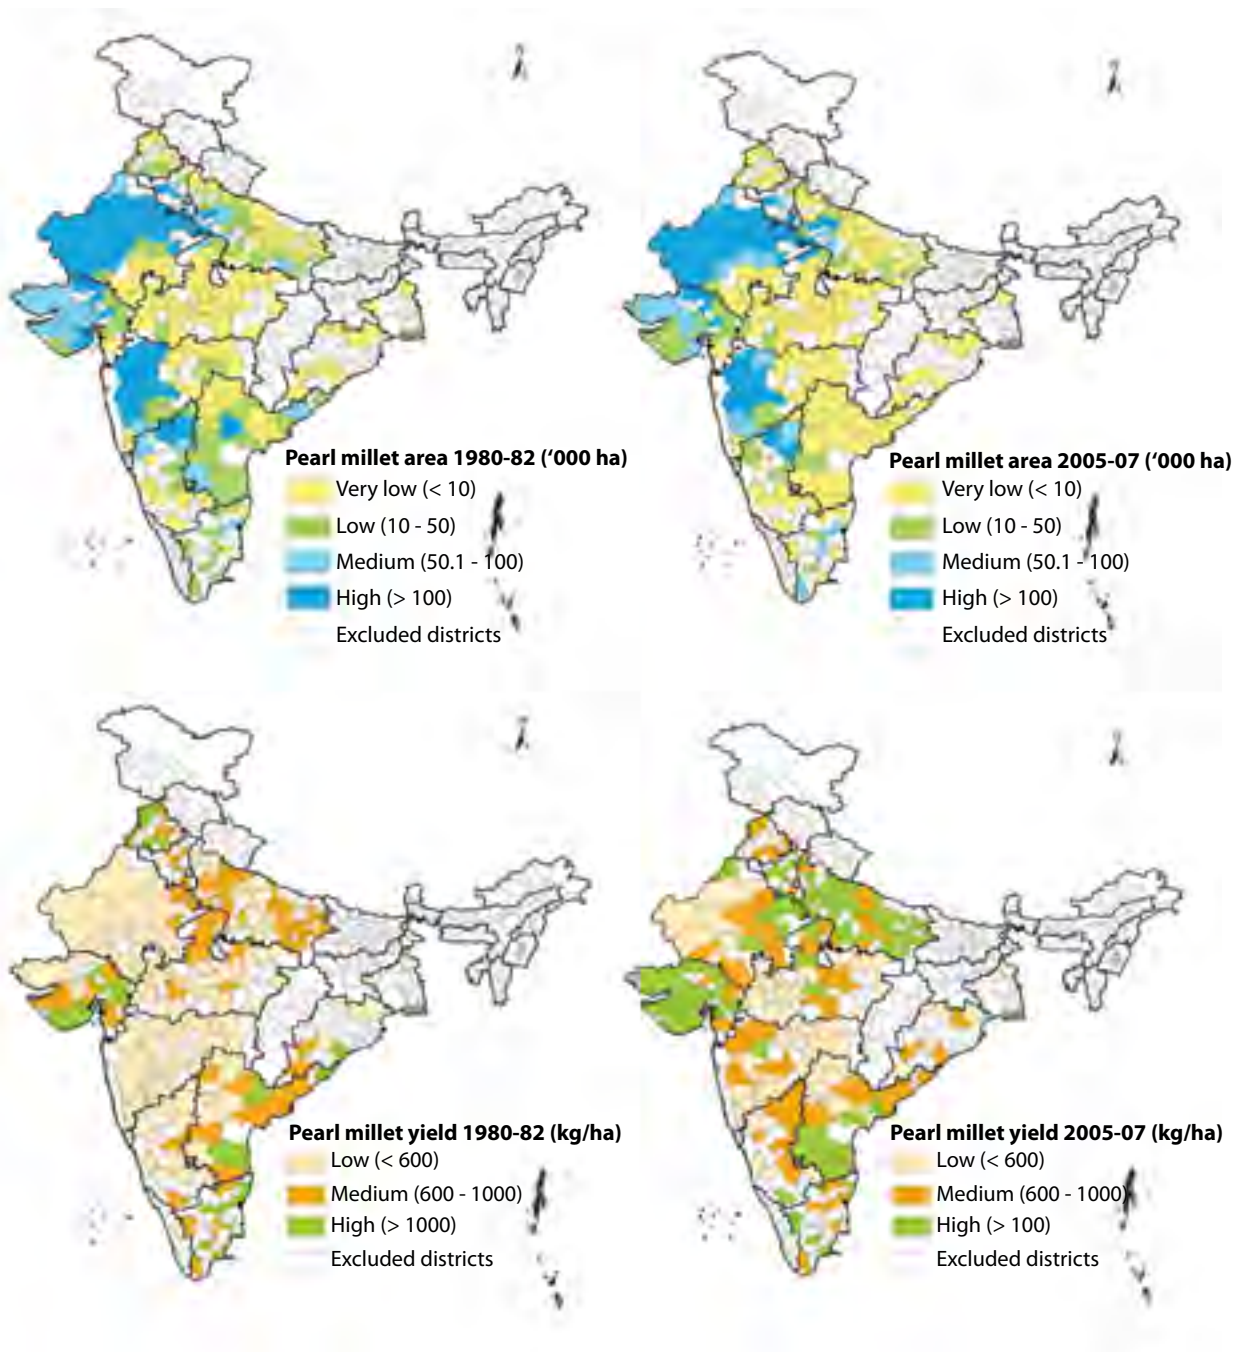 Pearl millet area 1980-82 (‘000 ha)
Very low (< 10)
Low (10 - 50)
Medium (50.1 - 100)
High (> 100)
Excluded districts
Pearl millet area 2005-07 (‘000 ha)
Very low (< 10)
Low (10 - 50)
Medium (50.1 - 100)
High (> 100)
Excluded districts
Pearl millet yield 1980-82 (kg/ha)
Low (< 600)
Medium (600 - 1000)
High (> 1000)
Excluded districts
Pearl millet yield 2005-07 (kg/ha)
Low (< 600)
Medium (600 - 1000)
High (> 100)
Excluded districts